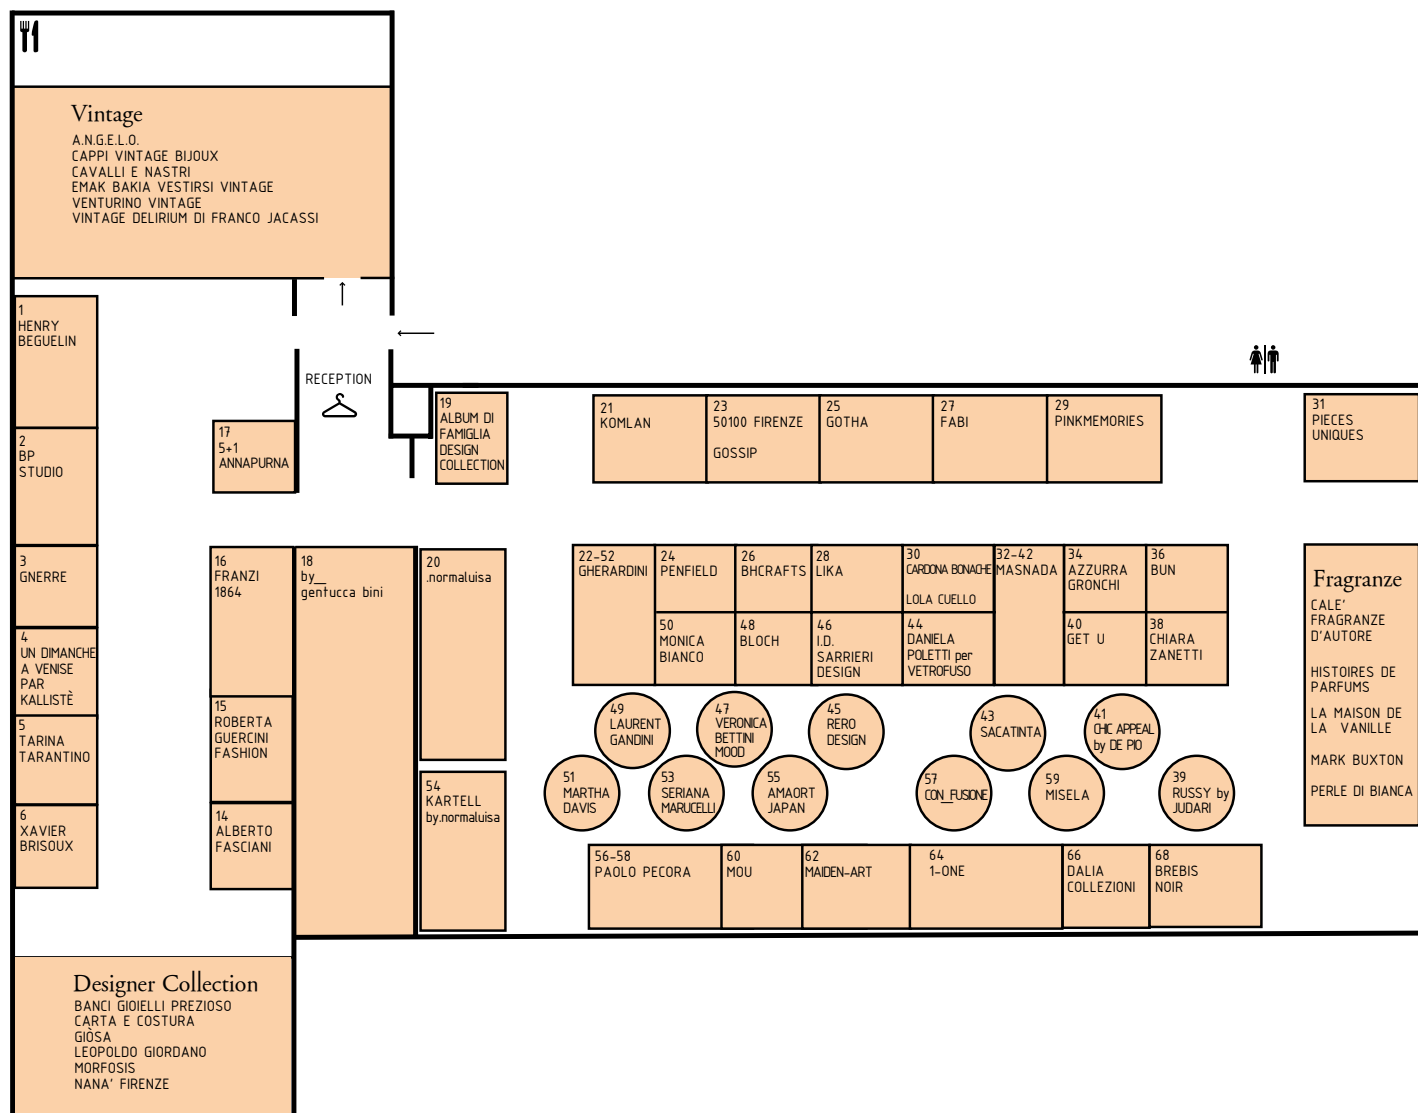 Vintage
A.N.G.E.L.O.
CAPPI VINTAGE BIJOUX
CAVALLI E NASTRI
EMAK BAKIA VESTIRSI VINTAGE
VENTURINO VINTAGE
VINTAGE DELIRIUM DI FRANCO JACASSI
1
HENRY
BEGUELIN
2
BP
STUDIO
3
GNERRE
4
UN DIMANCHE
A VENISE
PAR
KALLISTÈ
5
TARINA
TARANTINO
6
XAVIER
BRISOUX
RECEPTION
17
5+1
ANNAPURNA
16
FRANZI
1864
15
ROBERTA
GUERCINI
FASHION
14
ALBERTO
FASCIANI
18
by__
gentucca bini
19
ALBUM DI
FAMIGLIA
DESIGN
COLLECTION
20
.normaluisa
54
KARTELL
by.normaluisa
21
KOMLAN
23
50100 FIRENZE
GOSSIP
25
GOTHA
27
FABI
29
PINKMEMORIES
31
PIECES
UNIQUES
22-52
GHERARDINI
24
PENFIELD
26
BHCRAFTS
28
LIKA
30
CARDONA BONACHE
LOLA CUELLO
32-42
MASNADA
34
AZZURRA
GRONCHI
36
BUN
50
MONICA
BIANCO
48
BLOCH
46
I.D.
SARRIERI
DESIGN
44
DANIELA
POLETTI per
VETROFUSO
40
GET U
38
CHIARA
ZANETTI
49
LAURENT
GANDINI
47
VERONICA
BETTINI
MOOD
45
RERO
DESIGN
43
SACATINTA
41
CHIC APPEAL
by DE PIO
51
MARTHA
DAVIS
53
SERIANA
MARUCELLI
55
AMAORT
JAPAN
57
CON_FUSIONE
59
MISELA
39
RUSSY by
JUDARI
56-58
PAOLO PECORA
60
MOU
62
MAIDEN-ART
64
1-ONE
66
DALIA
COLLEZIONI
68
BREBIS
NOIR
Fragranze
CALE'
FRAGRANZE
D'AUTORE
HISTOIRES DE
PARFUMS
LA MAISON DE
LA VANILLE
MARK BUXTON
PERLE DI BIANCA
Designer Collection
BANCI GIOIELLI PREZIOSO
CARTA E COSTURA
GIÒSA
LEOPOLDO GIORDANO
MORFOSIS
NANA' FIRENZE